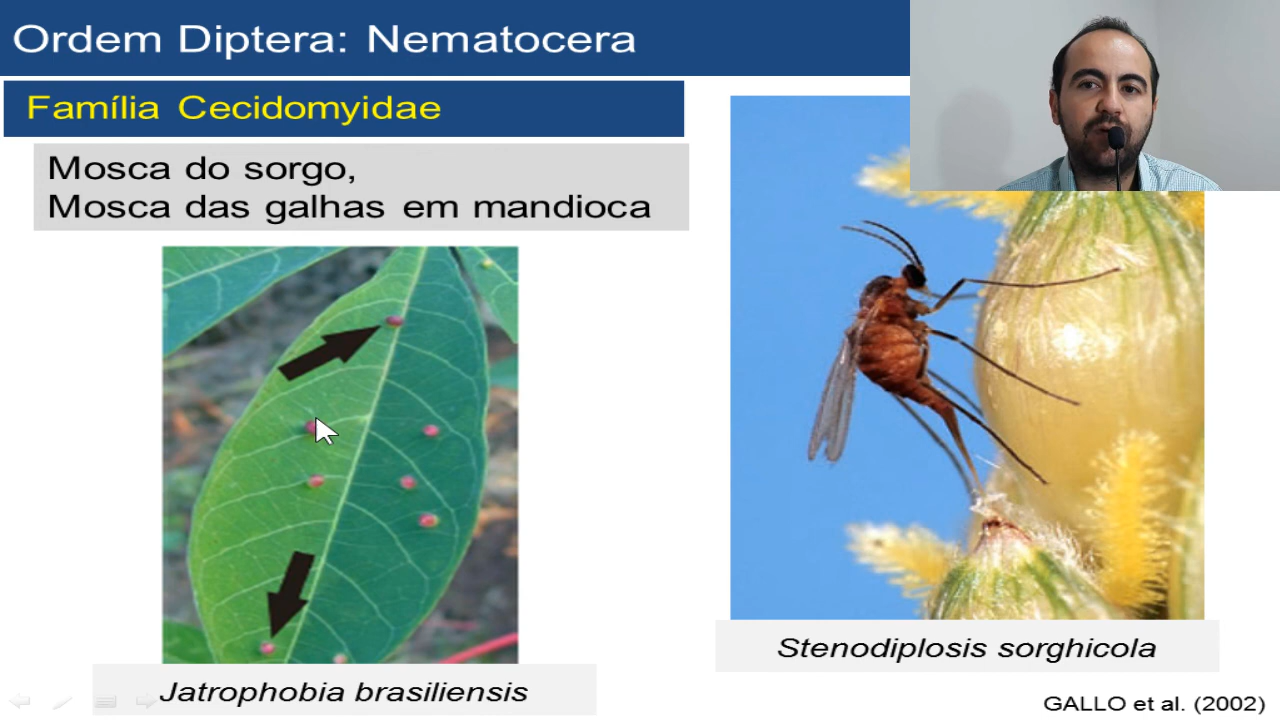 Ordem Diptera: Nematocera
Família Cecidomyidae
Mosca do sorgo,
Mosca das galhas em mandioca
Jatrophobia brasiliensis
Stenodiplosis sorghicola
GALLO et al. (2002)